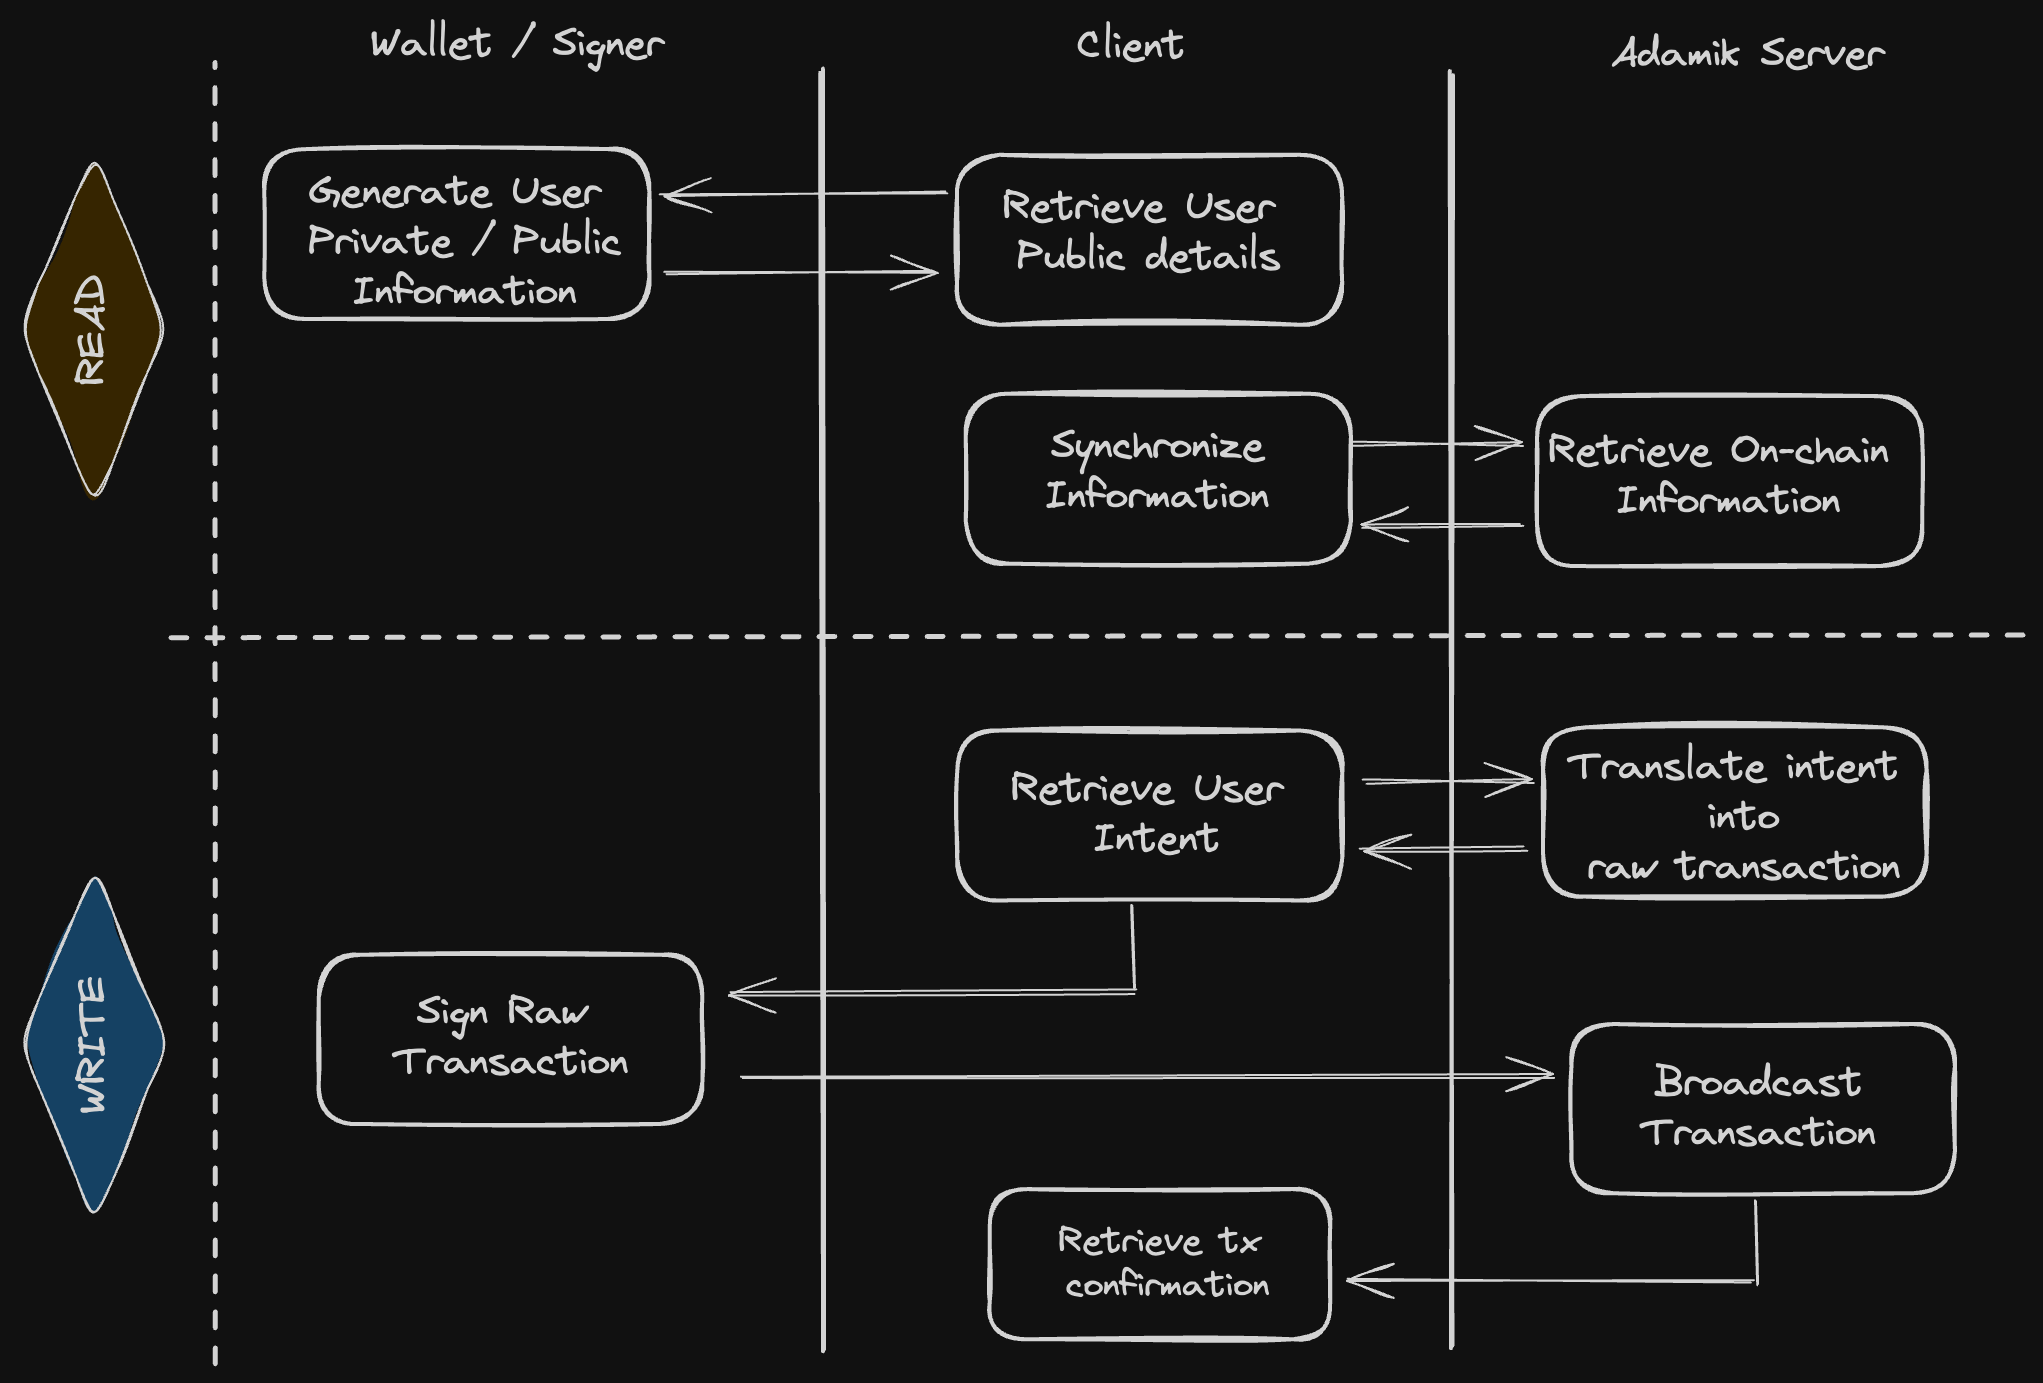 Wallet / Signer
Client
Adamik Server
READ
Generate User
Private / Public
Information
Retrieve User
Public details
Synchronize
Information
Retrieve On-chain
Information
WRITE
Retrieve User
Intent
Translate intent
into
raw transaction
Sign Raw
Transaction
Broadcast
Transaction
Retrieve tx
confirmation